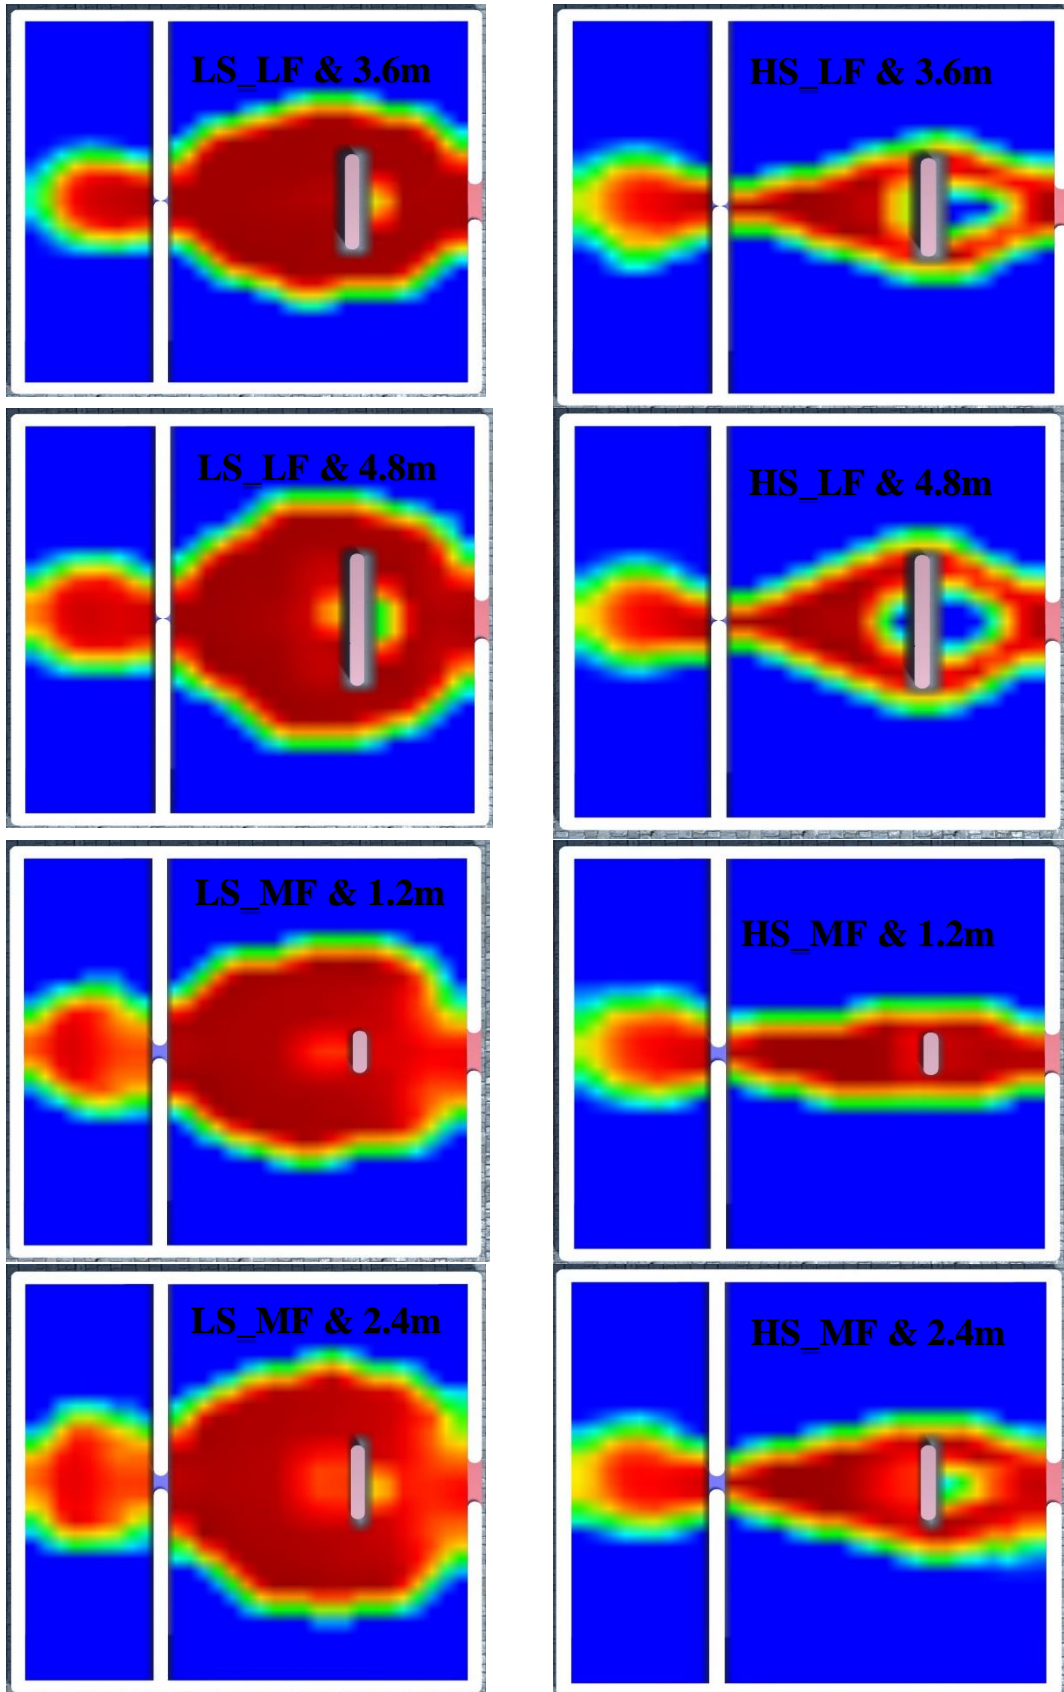 LS_LF & 3.6m
HS_LF & 3.6m
LS_LF & 4.8m
HS_LF & 4.8m
LS_MF & 1.2m
HS_MF & 1.2m
LS_MF & 2.4m
HS_MF & 2.4m